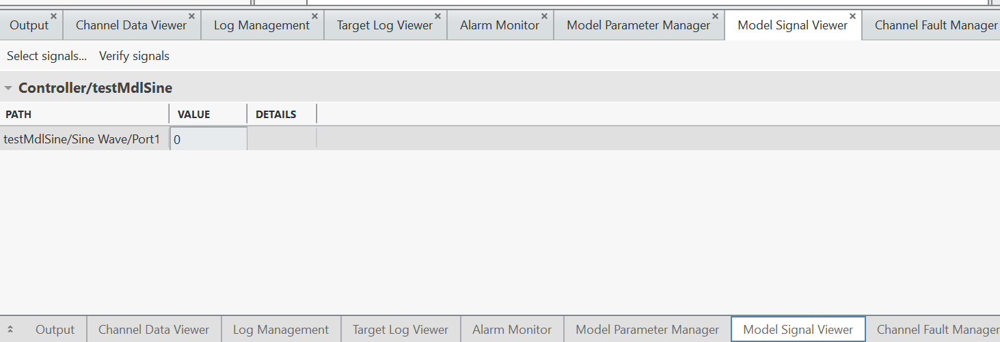 Output Channel Data Viewer Log Management Target Log Viewer Alarm Monitor Model Parameter Manager Model Signal Viewer Channel Fault Manager
Select signals... Verify signals
Controller/testMdlSine
PATH VALUE DETAILS
testMdlSine/Sine Wave/Port1 0
Output Channel Data Viewer Log Management Target Log Viewer Alarm Monitor Model Parameter Manager Model Signal Viewer Channel Fault Manager